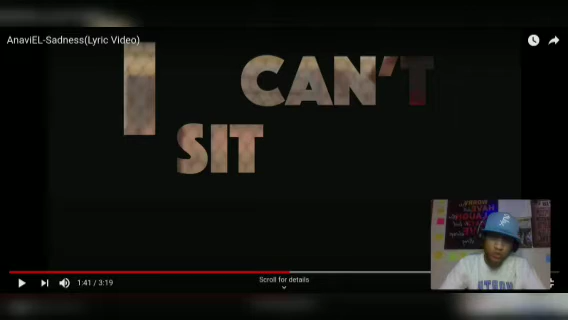 AnaviEL-Sadness(Lyric Video)
I CAN'T
SIT
1:41 / 3:19
Scroll for details